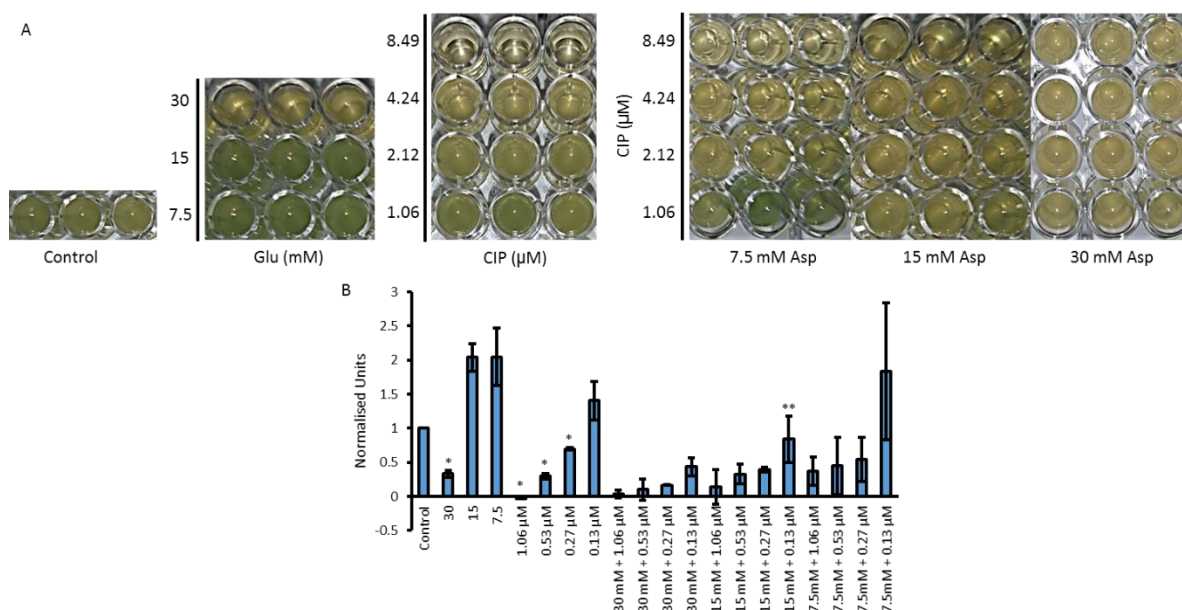 A
30
15
7.5
Control
Glu (mM)
8.49
4.24
2.12
1.06
CIP (µM)
CIP (µM)
8.49
4.24
2.12
1.06
7.5 mM Asp
15 mM Asp
30 mM Asp
B
Normalised Units
3
2.5
2
1.5
1
0.5
0
-0.5
*
*
*
*
**
Control
30
15
7.5
1.06 µM
0.53 µM
0.27 µM
0.13 µM
30 mM + 1.06 µM
30 mM + 0.53 µM
30 mM + 0.27 µM
30 mM + 0.13 µM
15 mM + 1.06 µM
15 mM + 0.53 µM
15 mM + 0.27 µM
15 mM + 0.13 µM
7.5mM + 1.06 µM
7.5mM + 0.53 µM
7.5mM + 0.27 µM
7.5mM + 0.13 µM